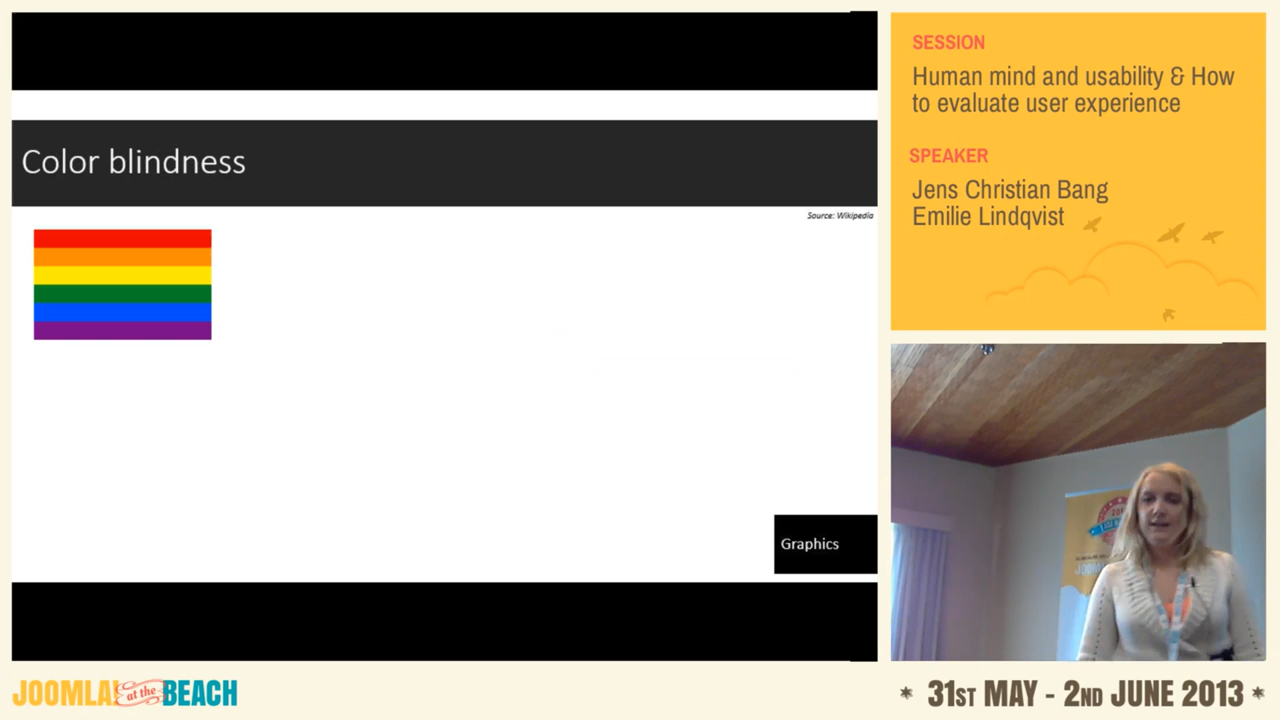 Color blindness
Source: Wikipedia
Graphics
SESSION
Human mind and usability & How
to evaluate user experience
SPEAKER
Jens Christian Bang
Emilie Lindqvist
JOOMLA! at the BEACH
* 31ST MAY - 2ND JUNE 2013 *